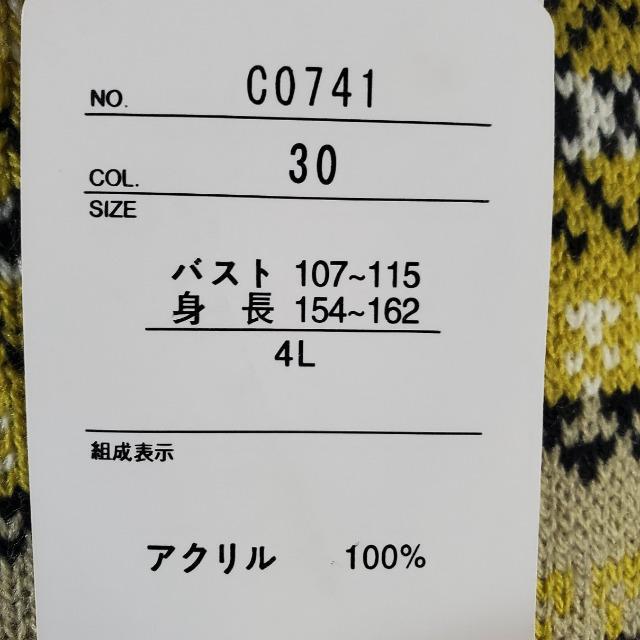 NO. C0741
COL. 30
SIZE
バスト 107~115
身長 154~162
4L
組成表示
アクリル 100%